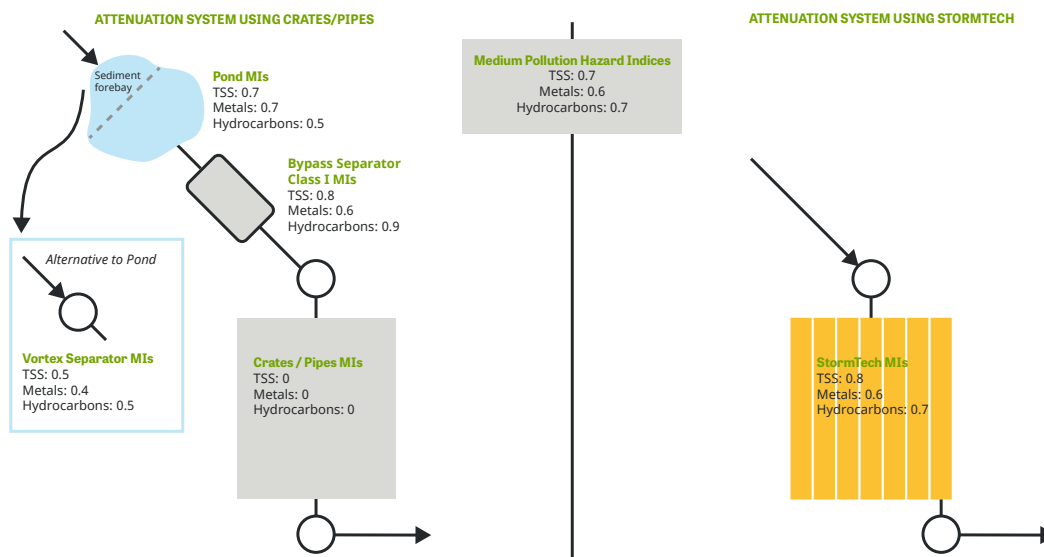 ATTENUATION SYSTEM USING CRATES/PIPES
Sediment
forebay
Pond MIs
TSS: 0.7
Metals: 0.7
Hydrocarbons: 0.5
Bypass Separator
Class I MIs
TSS: 0.8
Metals: 0.6
Hydrocarbons: 0.9
Alternative to Pond
Vortex Separator MIs
TSS: 0.5
Metals: 0.4
Hydrocarbons: 0.5
Crates / Pipes MIs
TSS: 0
Metals: 0
Hydrocarbons: 0
Medium Pollution Hazard Indices
TSS: 0.7
Metals: 0.6
Hydrocarbons: 0.7
ATTENUATION SYSTEM USING STORMTECH
StormTech MIs
TSS: 0.8
Metals: 0.6
Hydrocarbons: 0.7